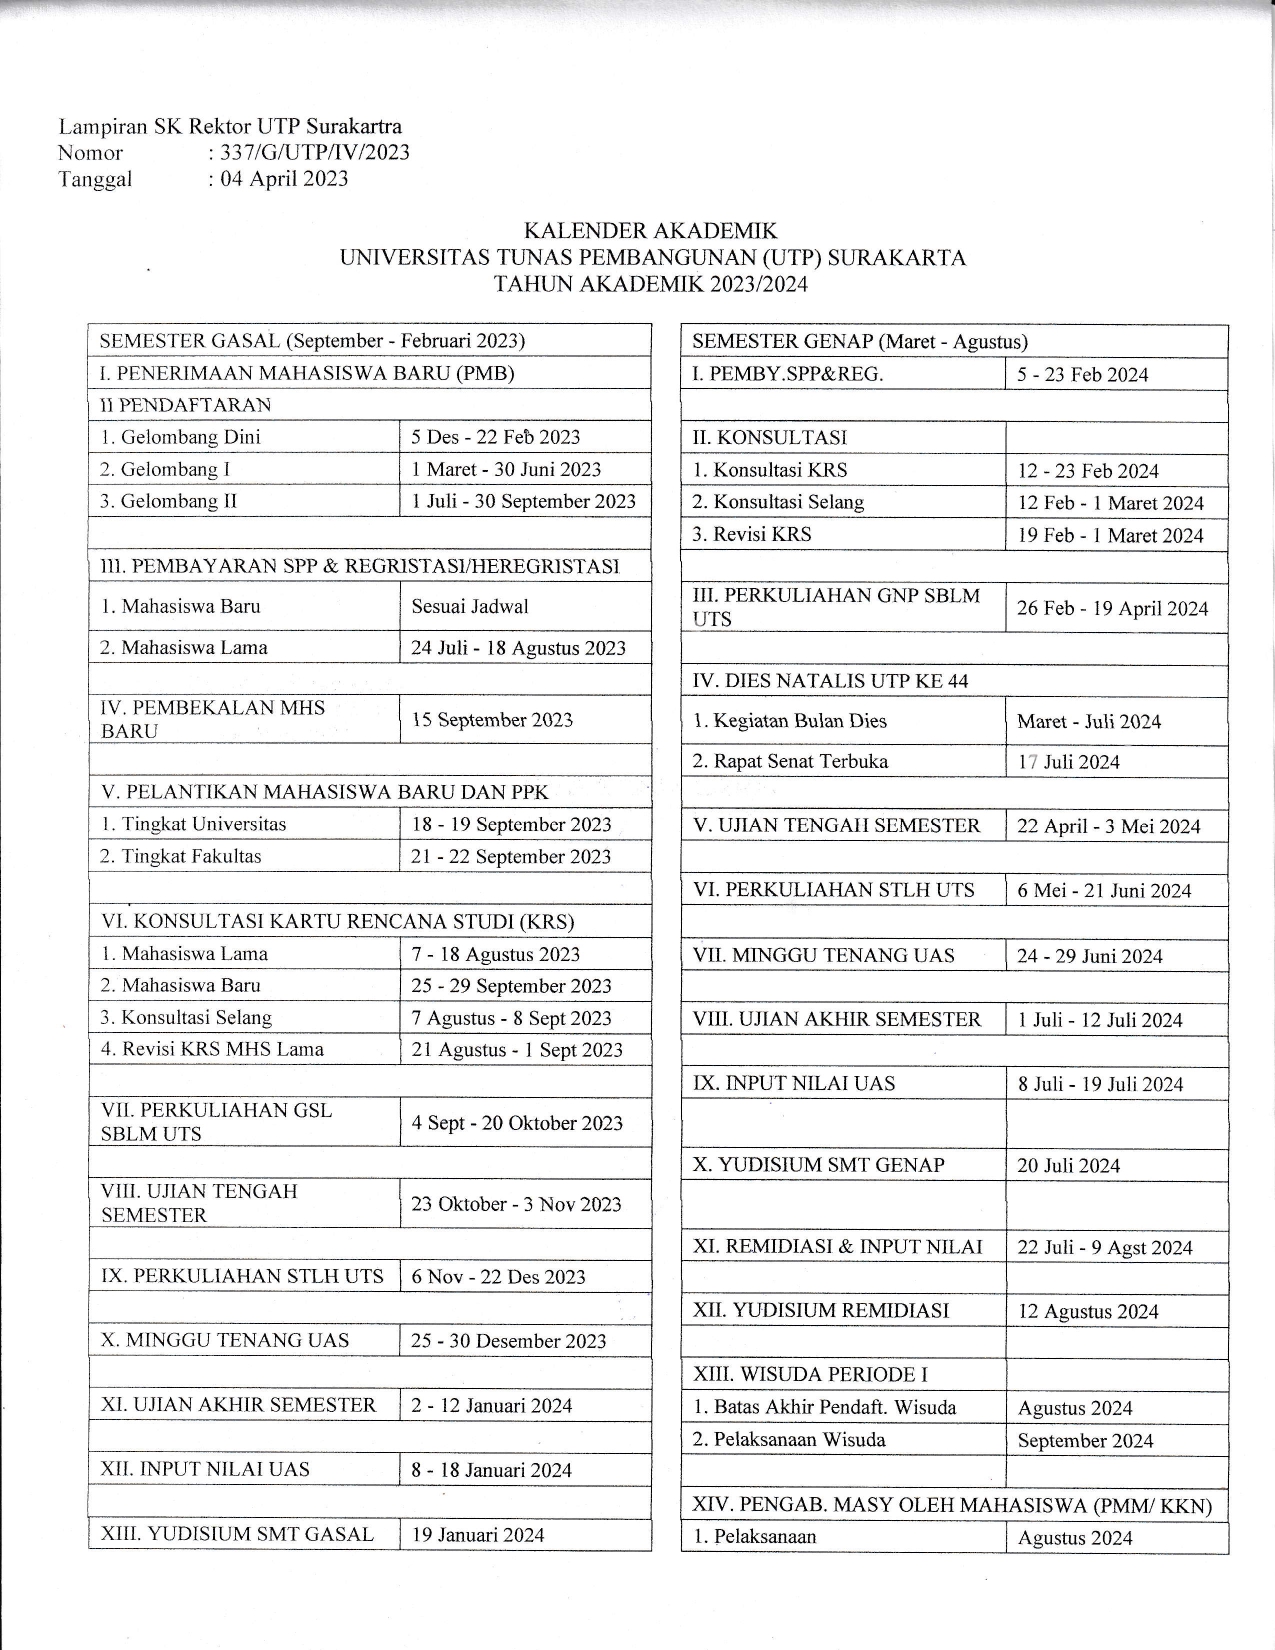 Lampiran SK Rektor UTP Surakartra
Nomor : 337/G/UTP/IV/2023
Tanggal : 04 April 2023
KALENDER AKADEMIK
UNIVERSITAS TUNAS PEMBANGUNAN (UTP) SURAKARTA
TAHUN AKADEMIK 2023/2024
SEMESTER GASAL (September - Februari 2023)
I. PENERIMAAN MAHASISWA BARU (PMB)
II PENDAFTARAN
1. Gelombang Dini 5 Des - 22 Feb 2023
2. Gelombang I 1 Maret - 30 Juni 2023
3. Gelombang II 1 Juli - 30 September 2023
III. PEMBAYARAN SPP & REGRISTASI/HEREGRISTASI
1. Mahasiswa Baru Sesuai Jadwal
2. Mahasiswa Lama 24 Juli - 18 Agustus 2023
IV. PEMBEKALAN MHS
BARU 15 September 2023
V. PELANTIKAN MAHASISWA BARU DAN PPK
1. Tingkat Universitas 18 - 19 September 2023
2. Tingkat Fakultas 21 - 22 September 2023
VI. KONSULTASI KARTU RENCANA STUDI (KRS)
1. Mahasiswa Lama 7 - 18 Agustus 2023
2. Mahasiswa Baru 25 - 29 September 2023
3. Konsultasi Selang 7 Agustus - 8 Sept 2023
4. Revisi KRS MHS Lama 21 Agustus - 1 Sept 2023
VII. PERKULIAHAN GSL
SBLM UTS 4 Sept - 20 Oktober 2023
VIII. UJIAN TENGAH
SEMESTER 23 Oktober - 3 Nov 2023
IX. PERKULIAHAN STLH UTS 6 Nov - 22 Des 2023
X. MINGGU TENANG UAS 25 - 30 Desember 2023
XI. UJIAN AKHIR SEMESTER 2 - 12 Januari 2024
XII. INPUT NILAI UAS 8 - 18 Januari 2024
XIII. YUDISIUM SMT GASAL 19 Januari 2024
SEMESTER GENAP (Maret - Agustus)
I. PEMBY.SPP&REG. 5 - 23 Feb 2024
II. KONSULTASI
1. Konsultasi KRS 12 - 23 Feb 2024
2. Konsultasi Selang 12 Feb - 1 Maret 2024
3. Revisi KRS 19 Feb - 1 Maret 2024
III. PERKULIAHAN GNP SBLM
UTS 26 Feb - 19 April 2024
IV. DIES NATALIS UTP KE 44
1. Kegiatan Bulan Dies Maret - Juli 2024
2. Rapat Senat Terbuka 17 Juli 2024
V. UJIAN TENGAH SEMESTER 22 April - 3 Mei 2024
VI. PERKULIAHAN STLH UTS 6 Mei - 21 Juni 2024
VII. MINGGU TENANG UAS 24 - 29 Juni 2024
VIII. UJIAN AKHIR SEMESTER 1 Juli - 12 Juli 2024
IX. INPUT NILAI UAS 8 Juli - 19 Juli 2024
X. YUDISIUM SMT GENAP 20 Juli 2024
XI. REMIDIASI & INPUT NILAI 22 Juli - 9 Agst 2024
XII. YUDISIUM REMIDIASI 12 Agustus 2024
XIII. WISUDA PERIODE I
1. Batas Akhir Pendaft. Wisuda Agustus 2024
2. Pelaksanaan Wisuda September 2024
XIV. PENGAB. MASY OLEH MAHASISWA (PMM/ KKN)
1. Pelaksanaan Agustus 2024